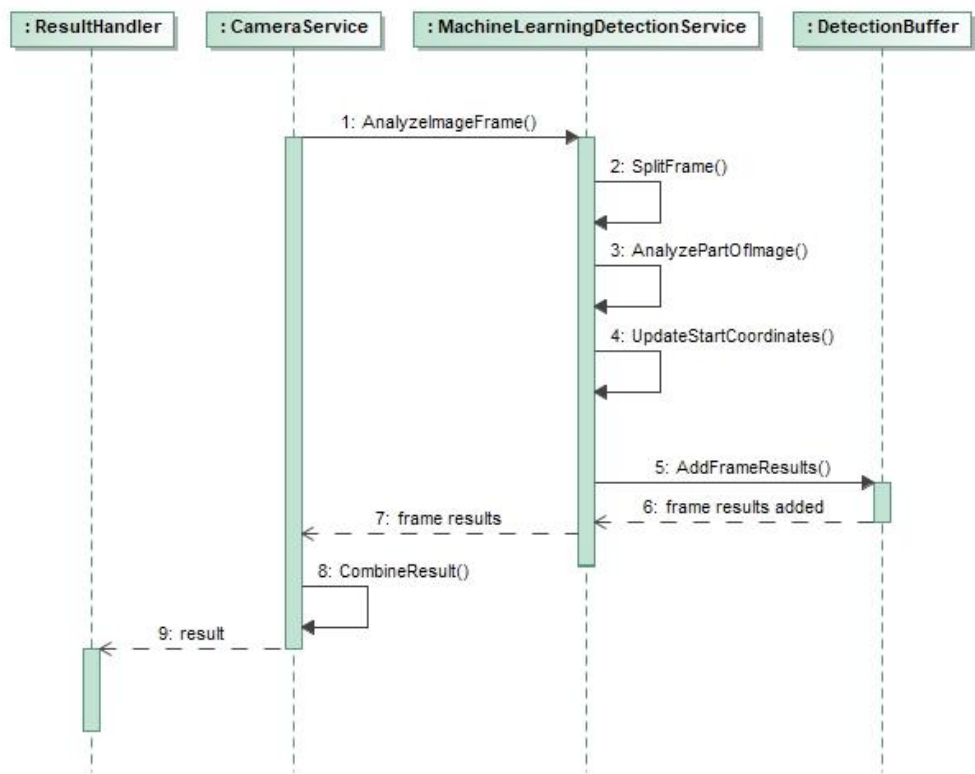 : ResultHandler
: CameraService
: MachineLearningDetectionService
: DetectionBuffer
1: AnalyzeImageFrame()
2: SplitFrame()
3: AnalyzePartOfImage()
4: UpdateStartCoordinates()
5: AddFrameResults()
6: frame results added
7: frame results
8: CombineResult()
9: result